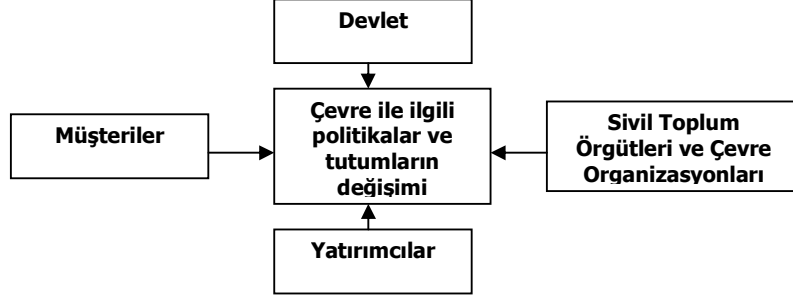 Devlet
Müşteriler
Çevre ile ilgili
politikalar ve
tutumların
değişimi
Sivil Toplum
Örgütleri ve Çevre
Organizasyonları
Yatırımcılar